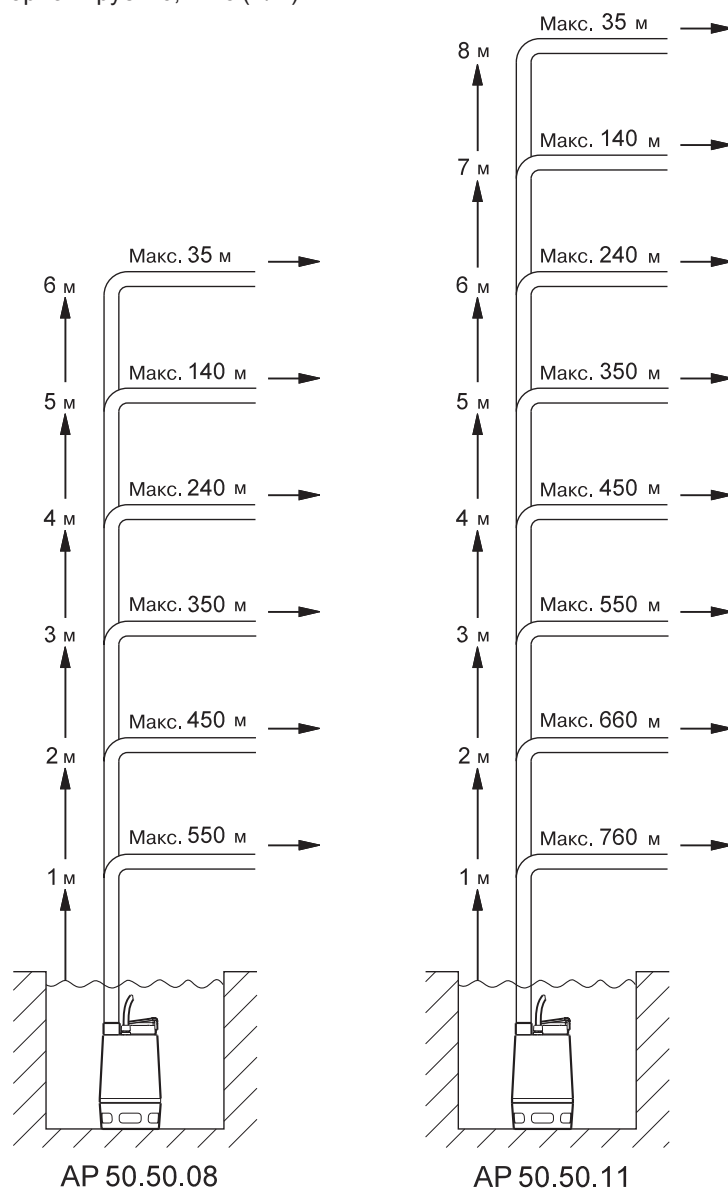 Макс. 35 м
8 м
Макс. 140 м
7 м
Макс. 35 м
Макс. 240 м
6 м
6 м
Макс. 140 м
Макс. 350 м
5 м
5 м
Макс. 240 м
Макс. 450 м
4 м
4 м
Макс. 350 м
Макс. 550 м
3 м
3 м
Макс. 450 м
Макс. 660 м
2 м
2 м
Макс. 550 м
Макс. 760 м
1 м
1 м
AP 50.50.08
AP 50.50.11